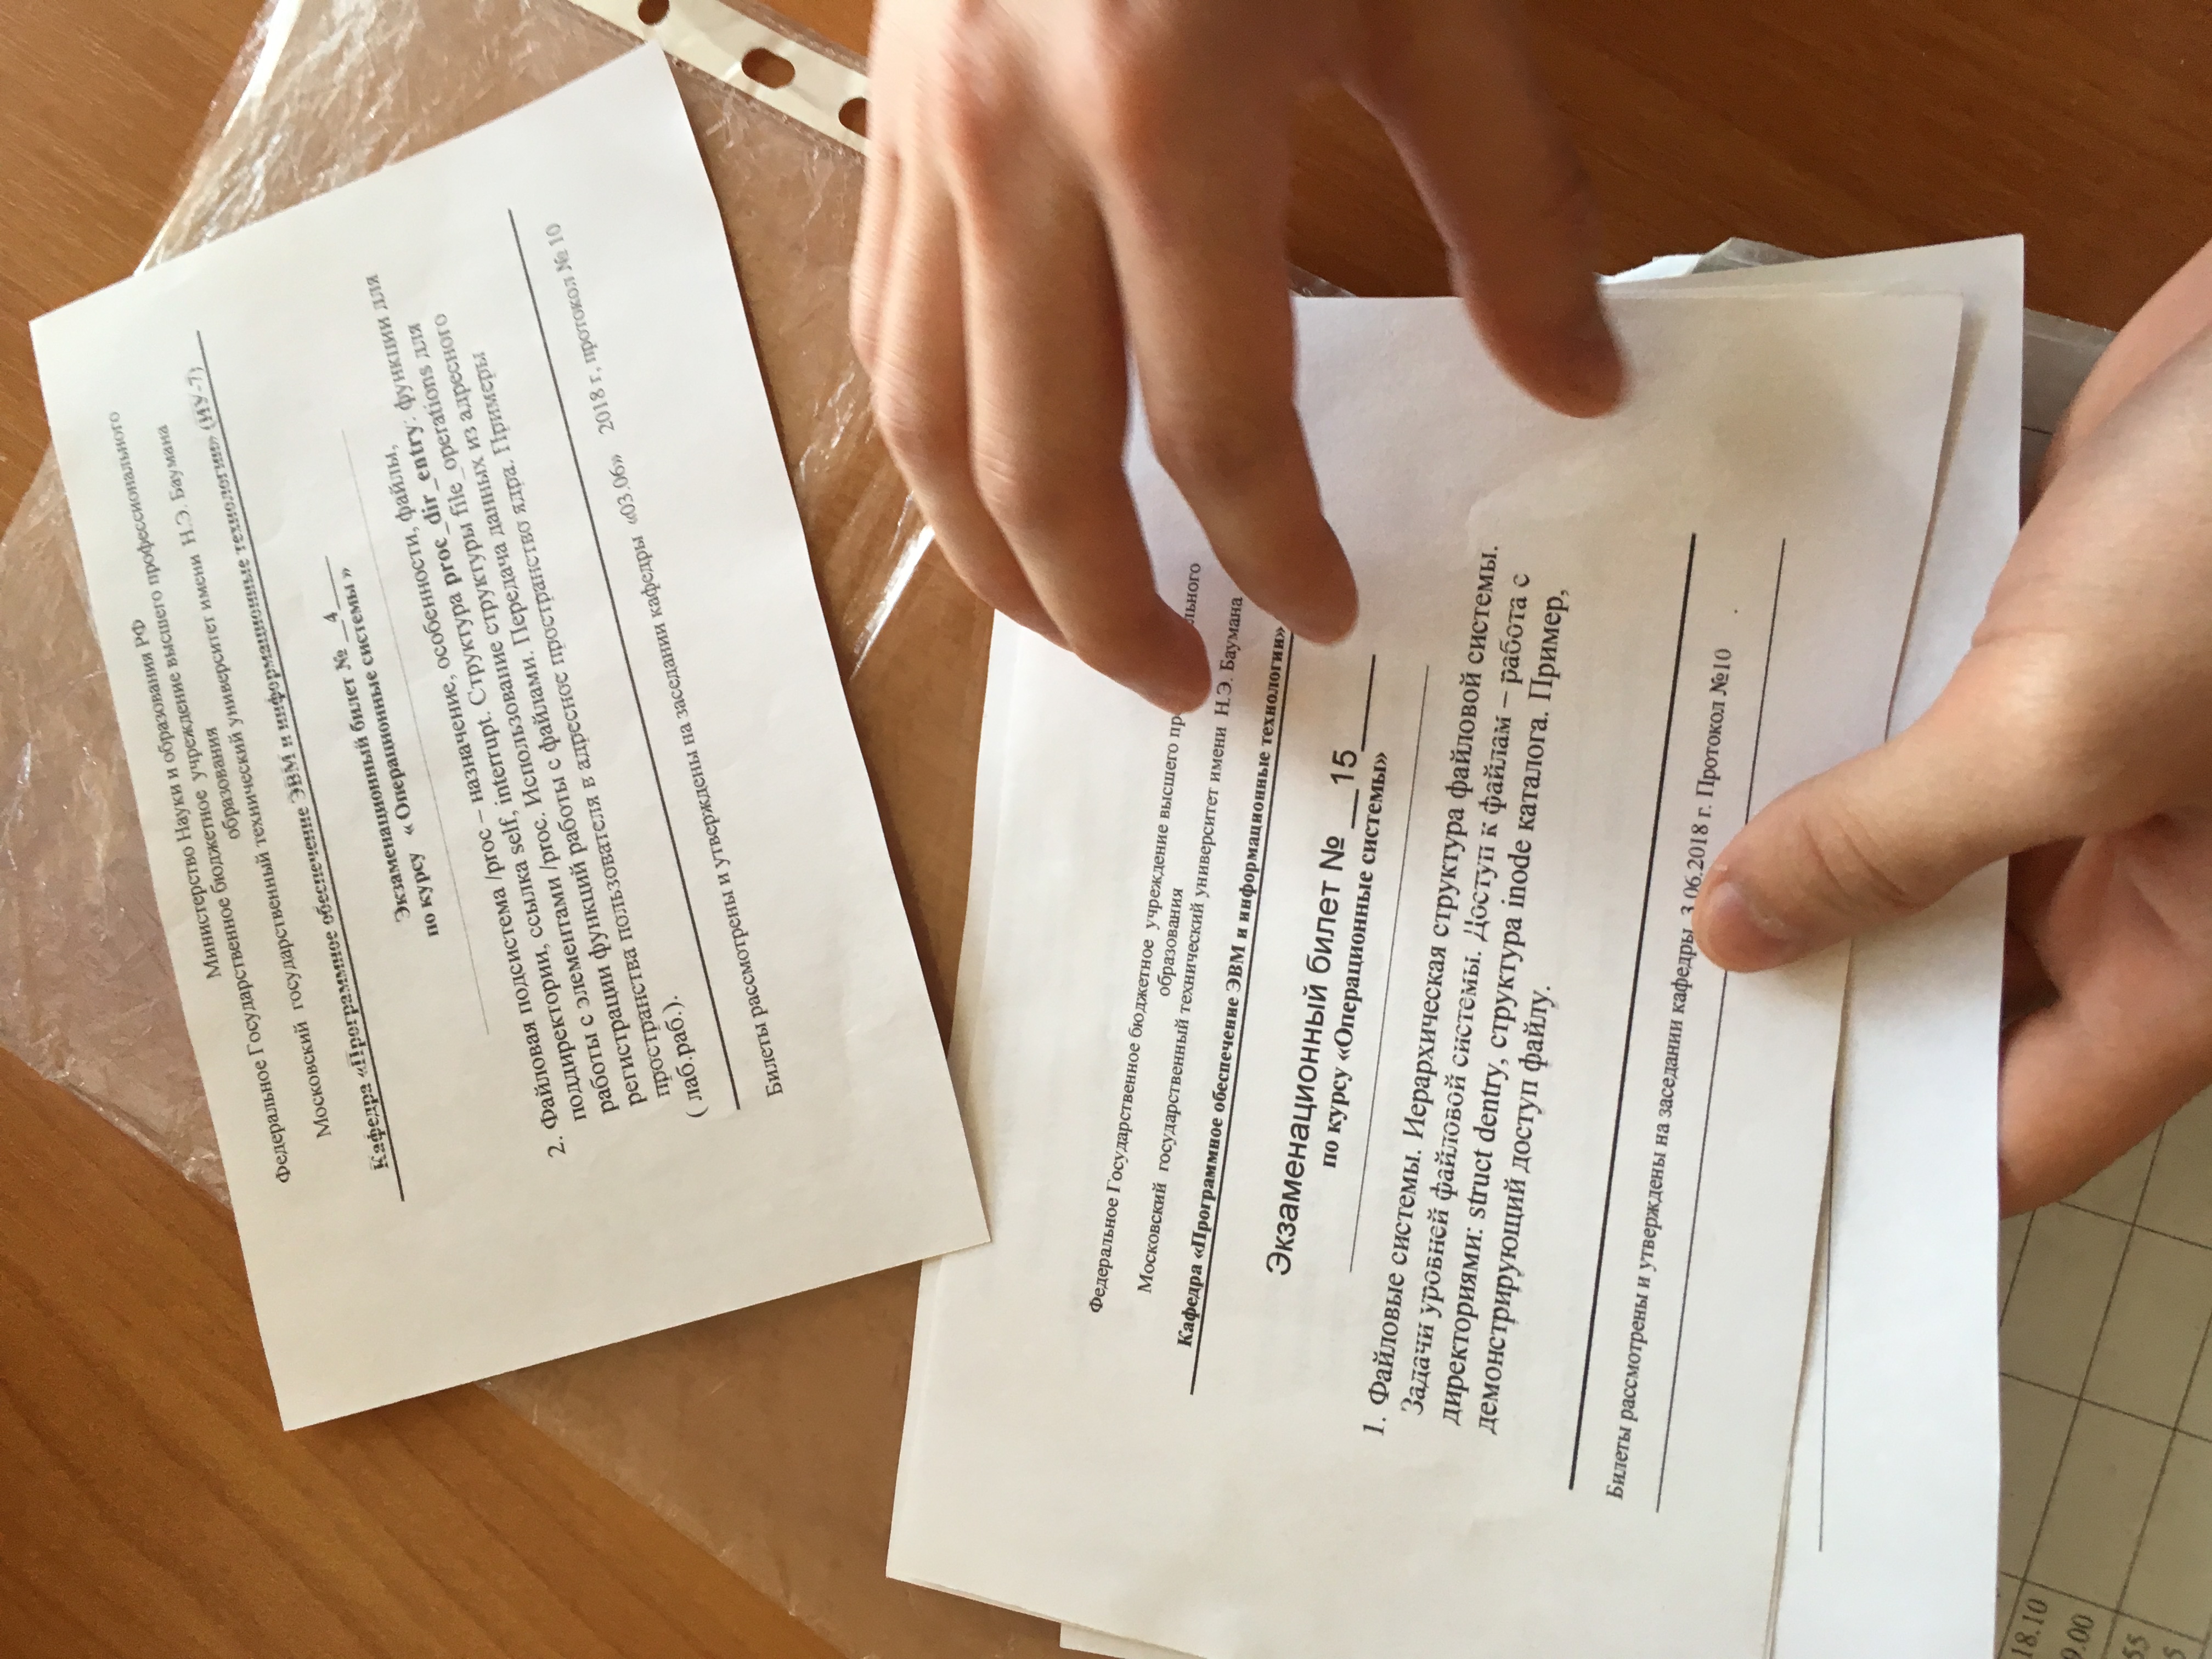 Министерство Науки и образования РФ
Федеральное Государственное бюджетное учреждение высшего профессионального
образования
Московский государственный технический университет имени Н.Э. Баумана
Кафедра «Программное обеспечение ЭВМ и информационные технологии» (ИУ-7)
Экзаменационный билет № __4____
по курсу « Операционные системы »
2. Файловая подсистема /proc – назначение, особенности, файлы,
поддиректории, ссылка self, interrupt. Структура proc_dir_entry: функции для
работы с элементами /proc. Использование структуры file_operations для
регистрации функций работы с файлами. Передача данных из адресного
пространства пользователя в адресное пространство ядра. Примеры
( лаб.раб.).
Билеты рассмотрены и утверждены на заседании кафедры «03.06» 2018 г, протокол № 10
Федеральное Государственное бюджетное учреждение высшего
образования
Московский государственный технический университет имени Н.Э. Баумана
Кафедра «Программное обеспечение ЭВМ и информационные технологии»
Экзаменационный билет № __15_____
по курсу «Операционные системы»
1. Файловые системы. Иерархическая структура файловой системы.
Задачи уровней файловой системы. Доступ к файлам – работа с
директориями: struct dentry, структура inode каталога. Пример,
демонстрирующий доступ файлу.
Билеты рассмотрены и утверждены на заседании кафедры 3.06.2018 г. Протокол №10
18.10
9.00
55
5